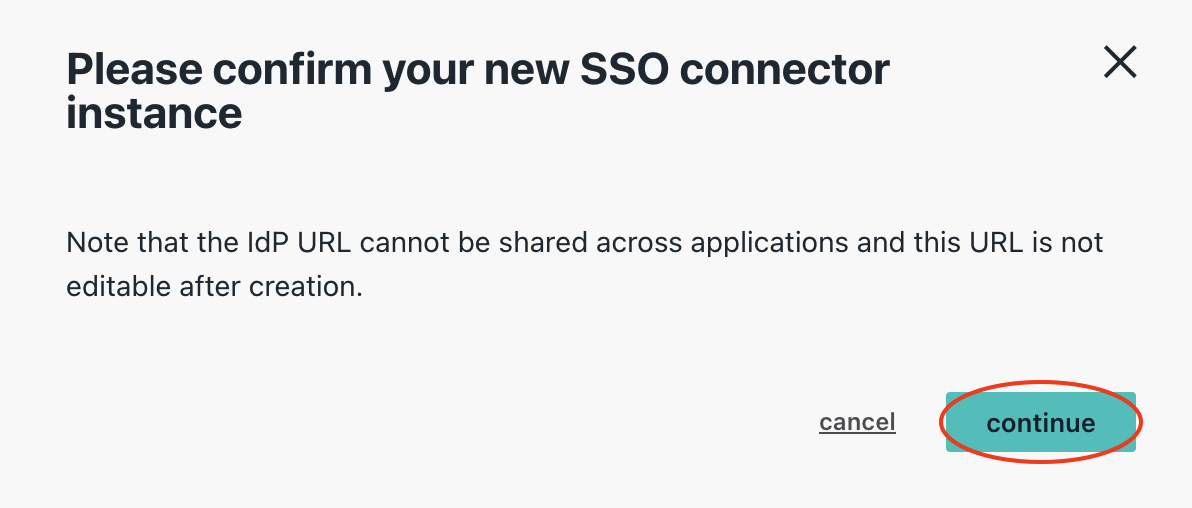 Please confirm your new SSO connector
instance
Note that the IdP URL cannot be shared across applications and this URL is not
editable after creation.
cancel
continue